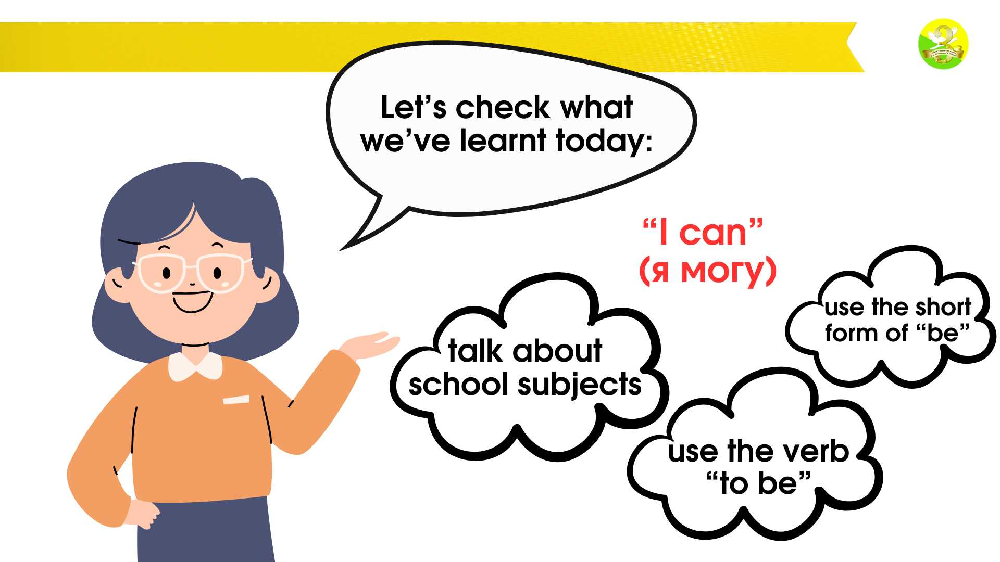 Let’s check what
we’ve learnt today:
“I can”
(я могу)
talk about
school subjects
use the short
form of “be”
use the verb
“to be”
3